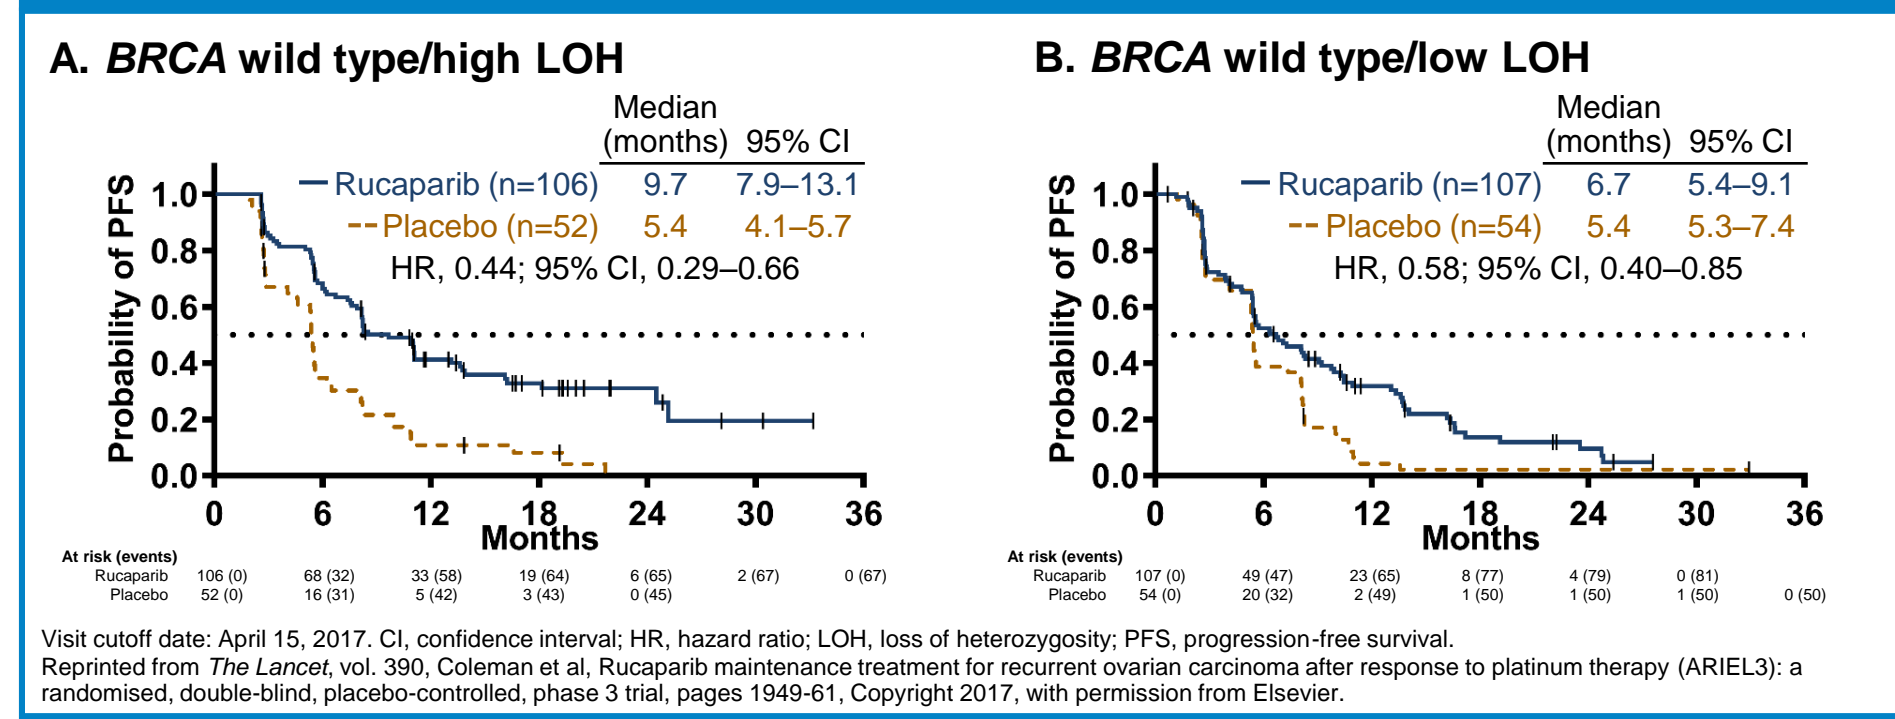 A. BRCA wild type/high LOH
Median
(months) 95% CI
Rucaparib (n=106) 9.7 7.9–13.1
Placebo (n=52) 5.4 4.1–5.7
HR, 0.44; 95% CI, 0.29–0.66
Probability of PFS
1.0
0.8
0.6
0.4
0.2
0.0
0 6 12 18 24 30 36
Months
At risk (events)
Rucaparib 106 (0) 68 (32) 33 (58) 19 (64) 6 (65) 2 (67) 0 (67)
Placebo 52 (0) 16 (31) 5 (42) 3 (43) 0 (45)
B. BRCA wild type/low LOH
Median
(months) 95% CI
Rucaparib (n=107) 6.7 5.4–9.1
Placebo (n=54) 5.4 5.3–7.4
HR, 0.58; 95% CI, 0.40–0.85
Probability of PFS
1.0
0.8
0.6
0.4
0.2
0.0
0 6 12 18 24 30 36
Months
At risk (events)
Rucaparib 107 (0) 49 (47) 23 (65) 8 (77) 4 (79) 0 (81)
Placebo 54 (0) 20 (32) 2 (49) 1 (50) 1 (50) 1 (50) 0 (50)
Visit cutoff date: April 15, 2017. CI, confidence interval; HR, hazard ratio; LOH, loss of heterozygosity; PFS, progression-free survival.
Reprinted from The Lancet, vol. 390, Coleman et al, Rucaparib maintenance treatment for recurrent ovarian carcinoma after response to platinum therapy (ARIEL3): a
randomised, double-blind, placebo-controlled, phase 3 trial, pages 1949-61, Copyright 2017, with permission from Elsevier.